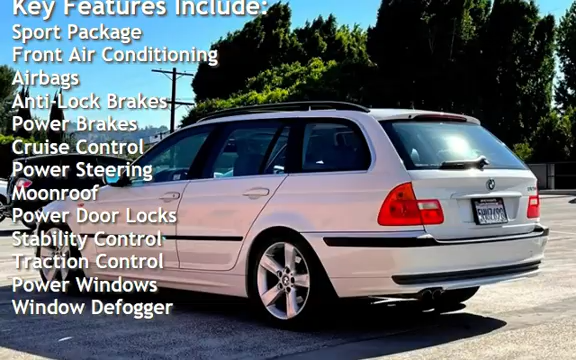 Key Features Include:
Sport Package
Front Air Conditioning
Airbags
Anti-Lock Brakes
Power Brakes
Cruise Control
Power Steering
Moonroof
Power Door Locks
Stability Control
Traction Control
Power Windows
Window Defogger